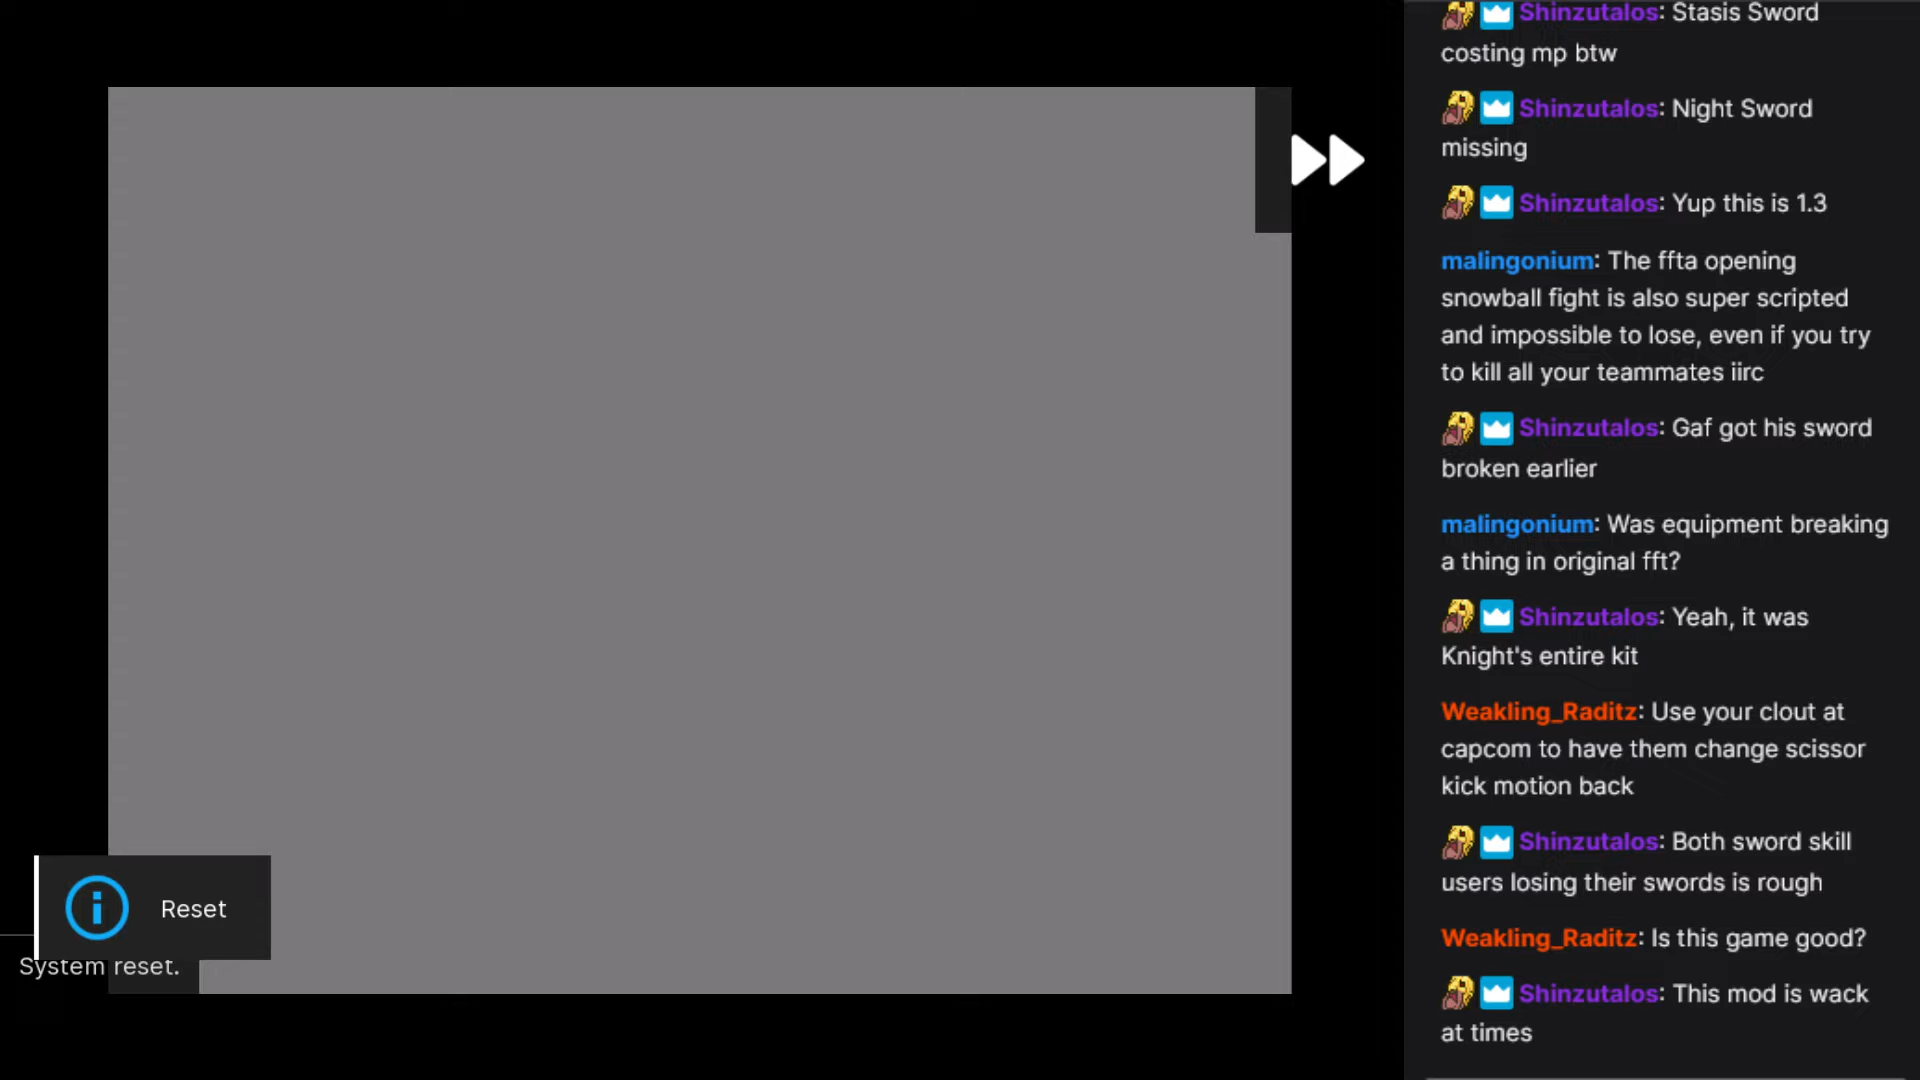 Reset
System reset.
Shinzutalos: Stasis Sword
costing mp btw
Shinzutalos: Night Sword
missing
Shinzutalos: Yup this is 1.3
malingonium: The ffta opening
snowball fight is also super scripted
and impossible to lose, even if you try
to kill all your teammates iirc
Shinzutalos: Gaf got his sword
broken earlier
malingonium: Was equipment breaking
a thing in original fft?
Shinzutalos: Yeah, it was
Knight's entire kit
Weakling_Raditz: Use your clout at
capcom to have them change scissor
kick motion back
Shinzutalos: Both sword skill
users losing their swords is rough
Weakling_Raditz: Is this game good?
Shinzutalos: This mod is wack
at times